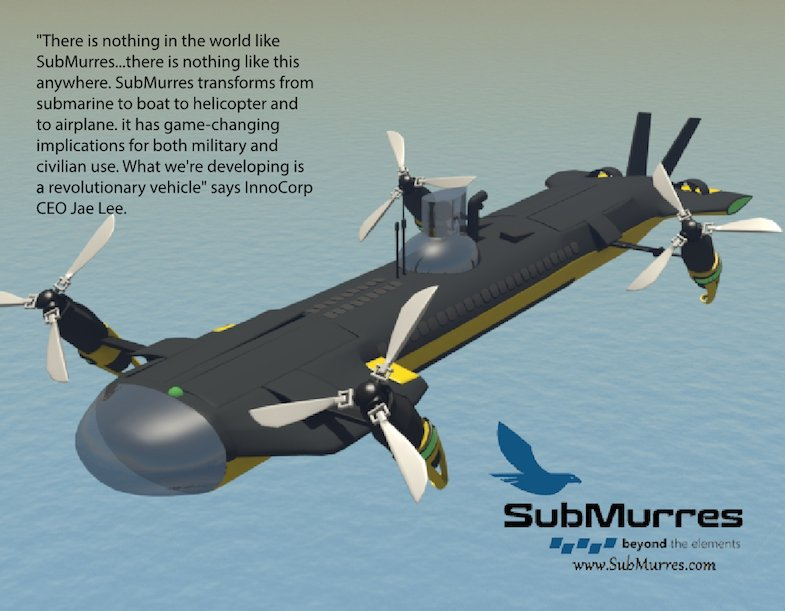 "There is nothing in the world like
SubMurres...there is nothing like this
anywhere. SubMurres transforms from
submarine to boat to helicopter and
to airplane. it has game-changing
implications for both military and
civilian use. What we're developing is
a revolutionary vehicle" says InnoCorp
CEO Jae Lee.
SubMurres
beyond the elements
www.SubMurres.com